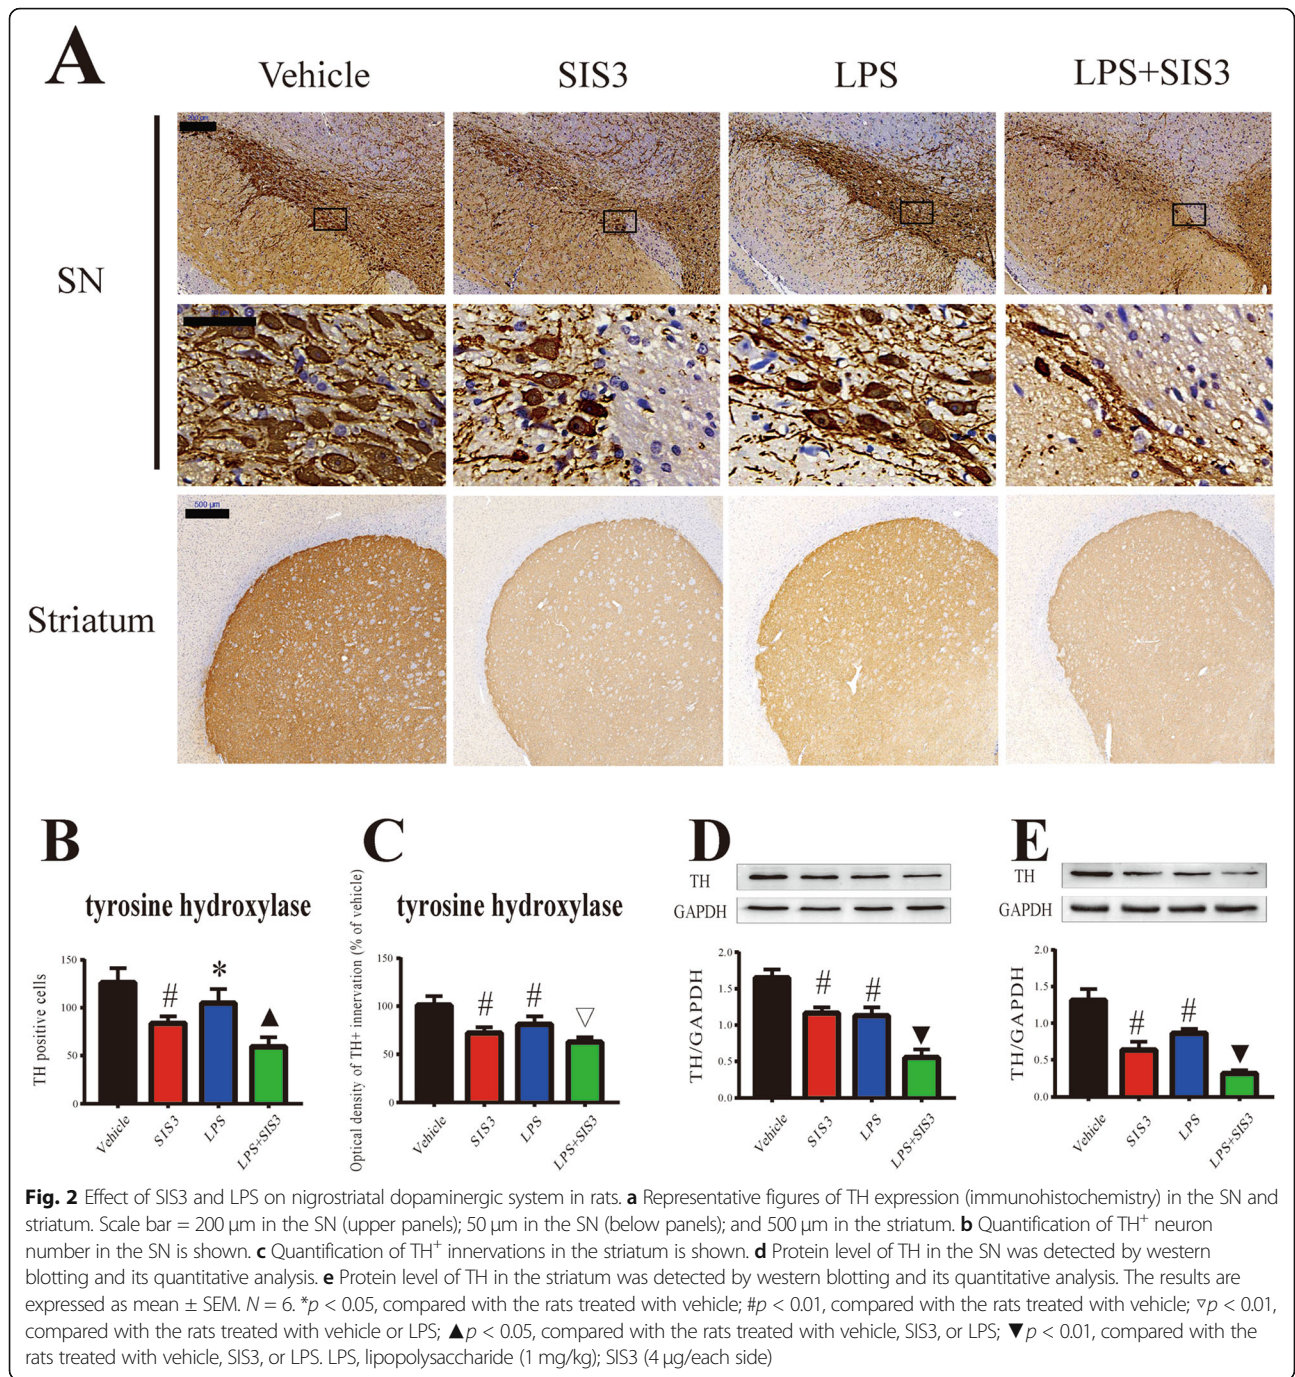 A
Vehicle SIS3 LPS LPS+SIS3
200 µm
SN
500 µm
Striatum
B
tyrosine hydroxylase
TH positive cells
150
100
50
0
# * ▲
Vehicle SIS3 LPS LPS+SIS3
C
tyrosine hydroxylase
Optical density of TH+ innervation (% of vehicle)
150
100
50
0
# # ▽
Vehicle SIS3 LPS LPS+SIS3
D
TH
GAPDH
TH/GAPDH
2.0
1.5
1.0
0.5
0.0
# # ▼
Vehicle SIS3 LPS LPS+SIS3
E
TH
GAPDH
TH/GAPDH
2.0
1.5
1.0
0.5
0.0
# # ▼
Vehicle SIS3 LPS LPS+SIS3
Fig. 2 Effect of SIS3 and LPS on nigrostriatal dopaminergic system in rats. a Representative figures of TH expression (immunohistochemistry) in the SN and
striatum. Scale bar = 200 µm in the SN (upper panels); 50 µm in the SN (below panels); and 500 µm in the striatum. b Quantification of TH⁺ neuron
number in the SN is shown. c Quantification of TH⁺ innervations in the striatum is shown. d Protein level of TH in the SN was detected by western
blotting and its quantitative analysis. e Protein level of TH in the striatum was detected by western blotting and its quantitative analysis. The results are
expressed as mean ± SEM. N = 6. *p < 0.05, compared with the rats treated with vehicle; #p < 0.01, compared with the rats treated with vehicle; ▿p < 0.01,
compared with the rats treated with vehicle or LPS; ▲p < 0.05, compared with the rats treated with vehicle, SIS3, or LPS; ▼p < 0.01, compared with the
rats treated with vehicle, SIS3, or LPS. LPS, lipopolysaccharide (1 mg/kg); SIS3 (4 µg/each side)